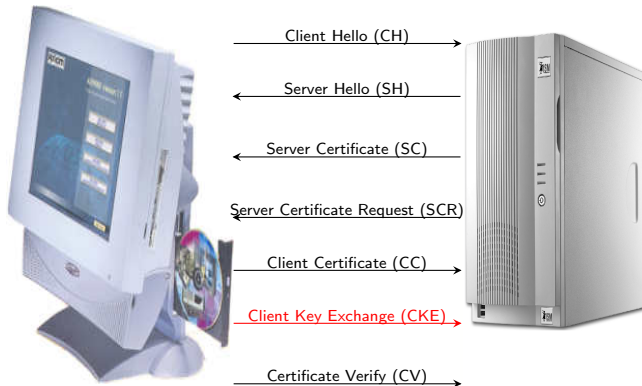 Client Hello (CH)
Server Hello (SH)
Server Certificate (SC)
Server Certificate Request (SCR)
Client Certificate (CC)
Client Key Exchange (CKE)
Certificate Verify (CV)